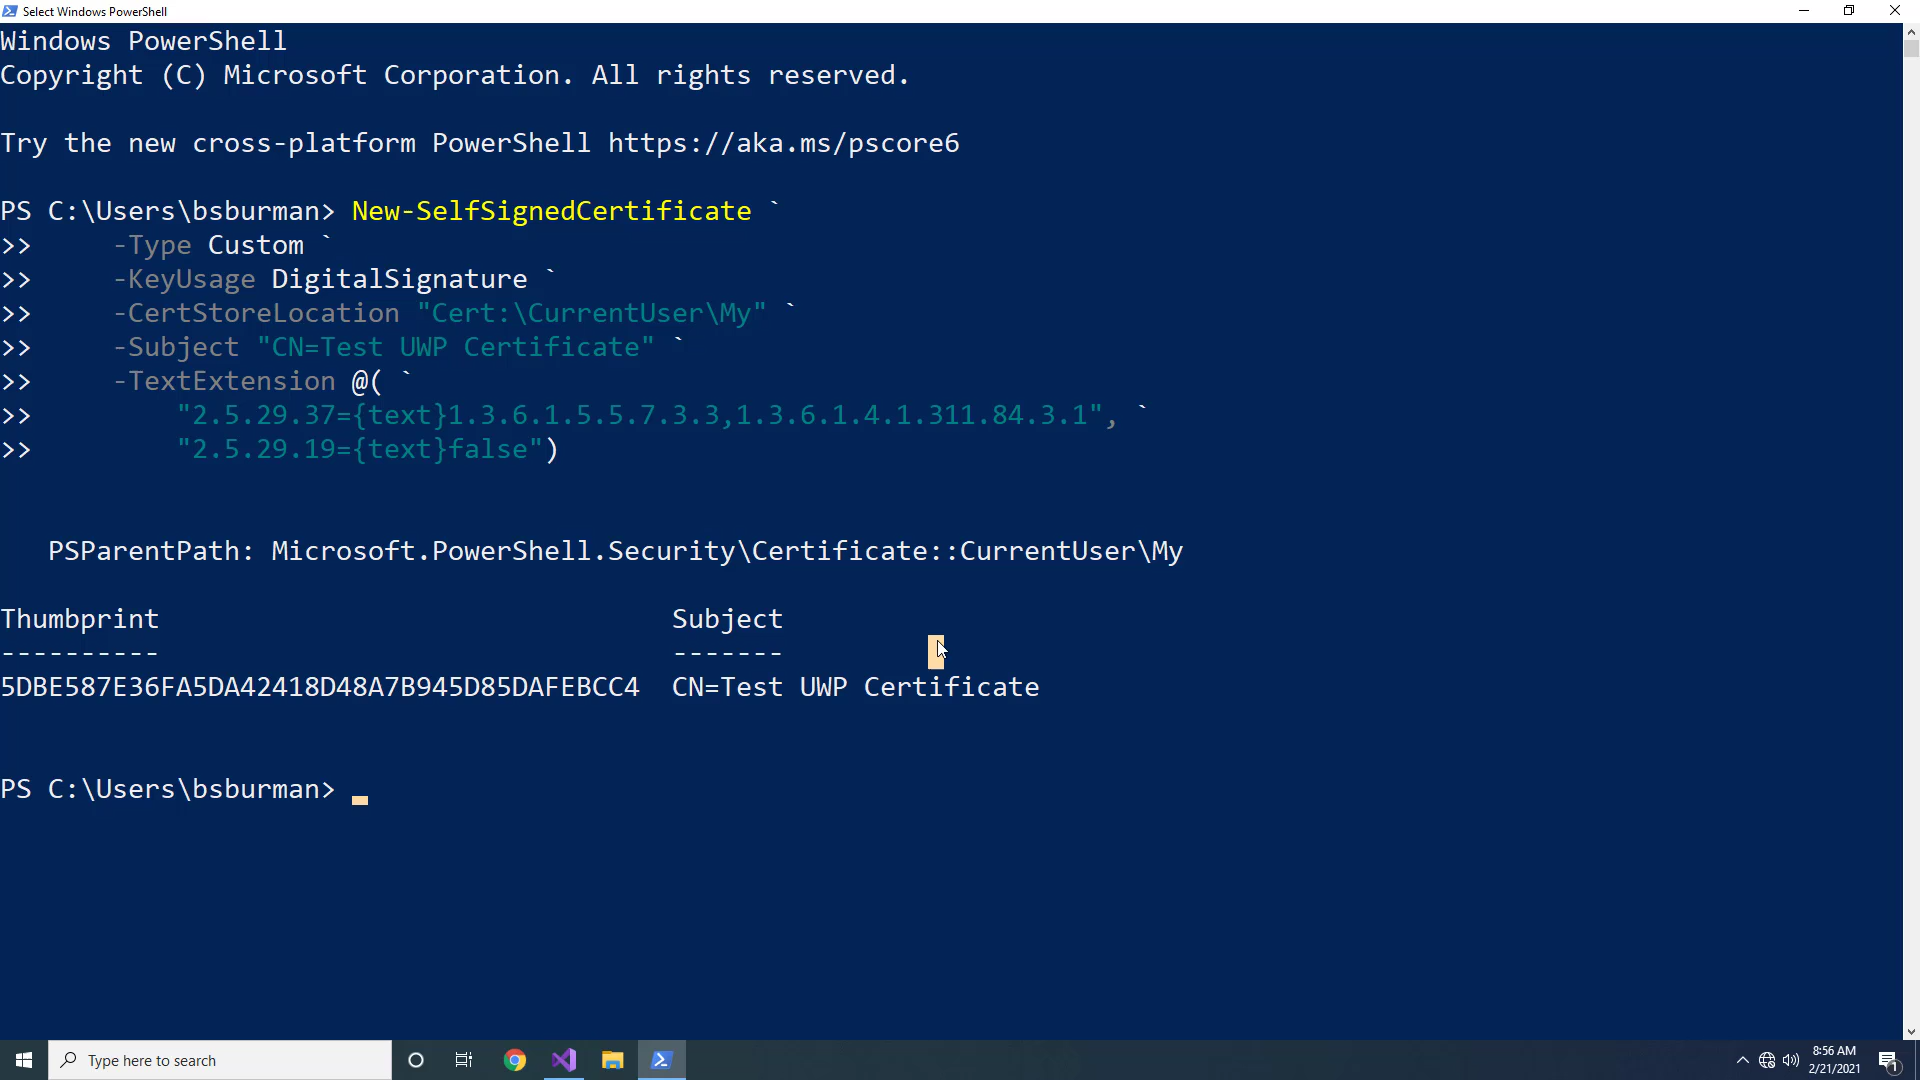 Select Windows PowerShell
Windows PowerShell
Copyright (C) Microsoft Corporation. All rights reserved.
Try the new cross-platform PowerShell https://aka.ms/pscore6
PS C:\Users\bsburman> New-SelfSignedCertificate `
>>     -Type Custom `
>>     -KeyUsage DigitalSignature `
>>     -CertStoreLocation "Cert:\CurrentUser\My" `
>>     -Subject "CN=Test UWP Certificate" `
>>     -TextExtension @( `
>>         "2.5.29.37={text}1.3.6.1.5.5.7.3.3,1.3.6.1.4.1.311.84.3.1", `
>>         "2.5.29.19={text}false")
PSParentPath: Microsoft.PowerShell.Security\Certificate::CurrentUser\My
Thumbprint                                Subject
----------                                -------
5DBE587E36FA5DA42418D48A7B945D85DAFEBCC4  CN=Test UWP Certificate
PS C:\Users\bsburman>
Type here to search
8:56 AM
2/21/2021
1